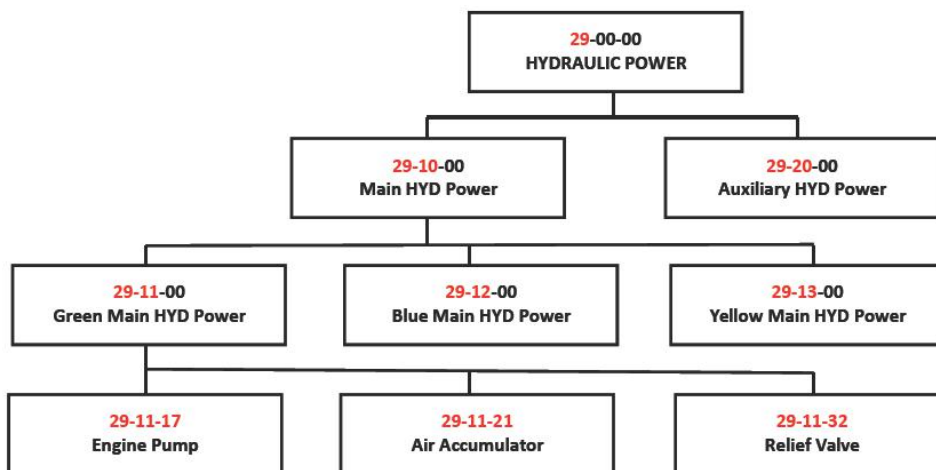 29-00-00
HYDRAULIC POWER
29-10-00
Main HYD Power
29-20-00
Auxiliary HYD Power
29-11-00
Green Main HYD Power
29-12-00
Blue Main HYD Power
29-13-00
Yellow Main HYD Power
29-11-17
Engine Pump
29-11-21
Air Accumulator
29-11-32
Relief Valve